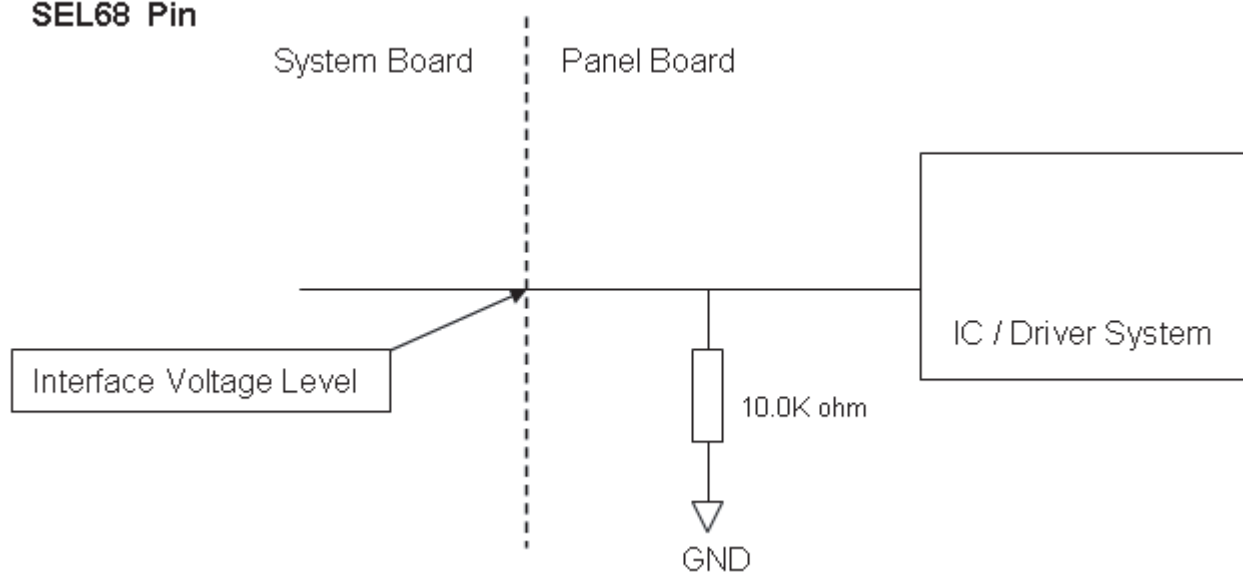 SEL68 Pin
System Board
Panel Board
IC / Driver System
Interface Voltage Level
10.0K ohm
GND